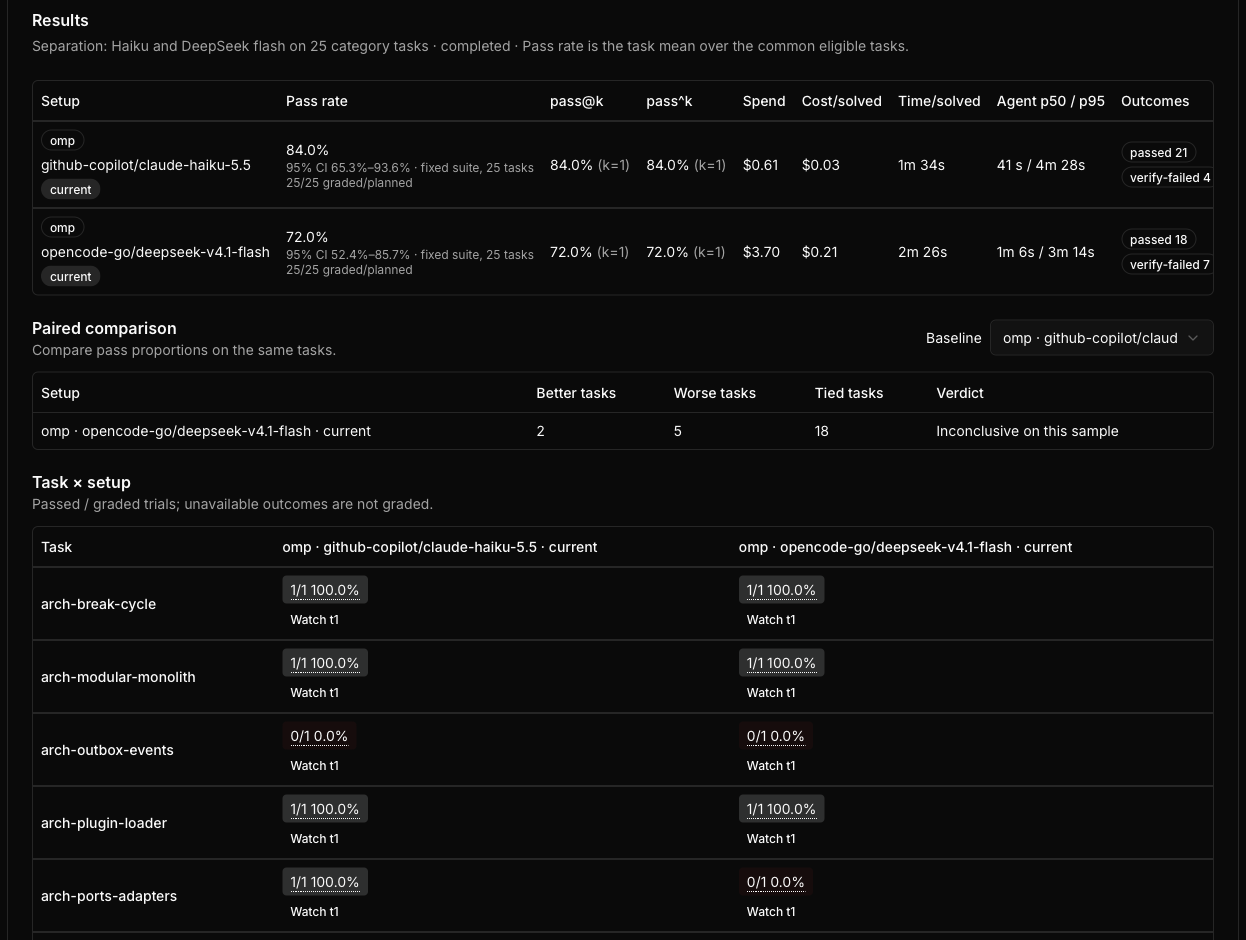 Results
Separation: Haiku and DeepSeek flash on 25 category tasks · completed · Pass rate is the task mean over the common eligible tasks.
Setup Pass rate pass@k pass^k Spend Cost/solved Time/solved Agent p50 / p95 Outcomes
omp
github-copilot/claude-haiku-5.5
current
84.0%
95% CI 65.3%–93.6% · fixed suite, 25 tasks
25/25 graded/planned
84.0% (k=1) 84.0% (k=1) $0.61 $0.03 1m 34s 41 s / 4m 28s
passed 21
verify-failed 4
omp
opencode-go/deepseek-v4.1-flash
current
72.0%
95% CI 52.4%–85.7% · fixed suite, 25 tasks
25/25 graded/planned
72.0% (k=1) 72.0% (k=1) $3.70 $0.21 2m 26s 1m 6s / 3m 14s
passed 18
verify-failed 7
Paired comparison
Compare pass proportions on the same tasks.
Baseline omp · github-copilot/claud
Setup Better tasks Worse tasks Tied tasks Verdict
omp · opencode-go/deepseek-v4.1-flash · current 2 5 18 Inconclusive on this sample
Task × setup
Passed / graded trials; unavailable outcomes are not graded.
Task omp · github-copilot/claude-haiku-5.5 · current omp · opencode-go/deepseek-v4.1-flash · current
arch-break-cycle 1/1 100.0% 1/1 100.0%
Watch t1 Watch t1
arch-modular-monolith 1/1 100.0% 1/1 100.0%
Watch t1 Watch t1
arch-outbox-events 0/1 0.0% 0/1 0.0%
Watch t1 Watch t1
arch-plugin-loader 1/1 100.0% 1/1 100.0%
Watch t1 Watch t1
arch-ports-adapters 1/1 100.0% 0/1 0.0%
Watch t1 Watch t1